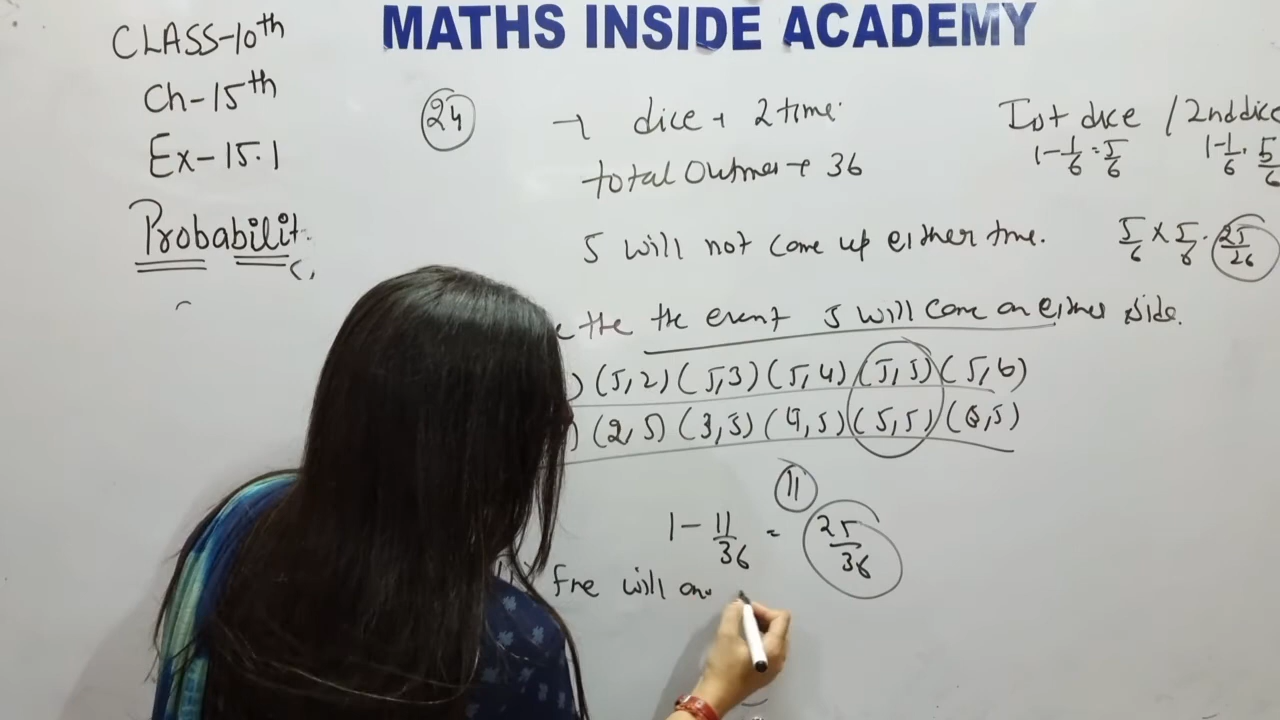 MATHS INSIDE ACADEMY
CLASS-10th
Ch-15th
Ex-15.1
Probabilit
24 → dice → 2 time
total Outmes → 36
Ist dice / 2nd dice
1-1/6=5/6 1-1/6. 5/6
5 will not come up either time.
5/6 x 5/6. 25/26
the the event 5 will come on either side.
) (5,2) (5,3) (5,4) (5,5) (5,6)
) (2,5) (3,5) (4,5) (5,5) (6,5)
11
1 - 11/36 = 25/36
will